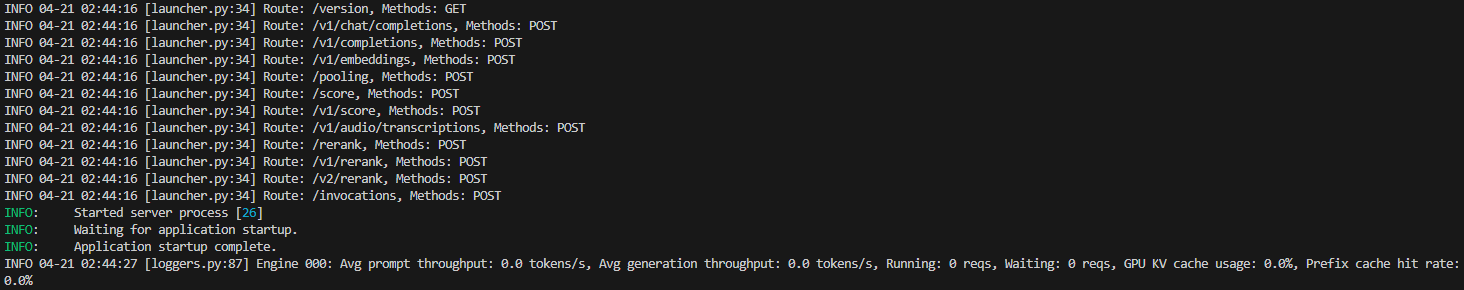 INFO 04-21 02:44:16 [launcher.py:34] Route: /version, Methods: GET
INFO 04-21 02:44:16 [launcher.py:34] Route: /v1/chat/completions, Methods: POST
INFO 04-21 02:44:16 [launcher.py:34] Route: /v1/completions, Methods: POST
INFO 04-21 02:44:16 [launcher.py:34] Route: /v1/embeddings, Methods: POST
INFO 04-21 02:44:16 [launcher.py:34] Route: /pooling, Methods: POST
INFO 04-21 02:44:16 [launcher.py:34] Route: /score, Methods: POST
INFO 04-21 02:44:16 [launcher.py:34] Route: /v1/score, Methods: POST
INFO 04-21 02:44:16 [launcher.py:34] Route: /v1/audio/transcriptions, Methods: POST
INFO 04-21 02:44:16 [launcher.py:34] Route: /rerank, Methods: POST
INFO 04-21 02:44:16 [launcher.py:34] Route: /v1/rerank, Methods: POST
INFO 04-21 02:44:16 [launcher.py:34] Route: /v2/rerank, Methods: POST
INFO 04-21 02:44:16 [launcher.py:34] Route: /invocations, Methods: POST
INFO:     Started server process [26]
INFO:     Waiting for application startup.
INFO:     Application startup complete.
INFO 04-21 02:44:27 [loggers.py:87] Engine 000: Avg prompt throughput: 0.0 tokens/s, Avg generation throughput: 0.0 tokens/s, Running: 0 reqs, Waiting: 0 reqs, GPU KV cache usage: 0.0%, Prefix cache hit rate:
0.0%